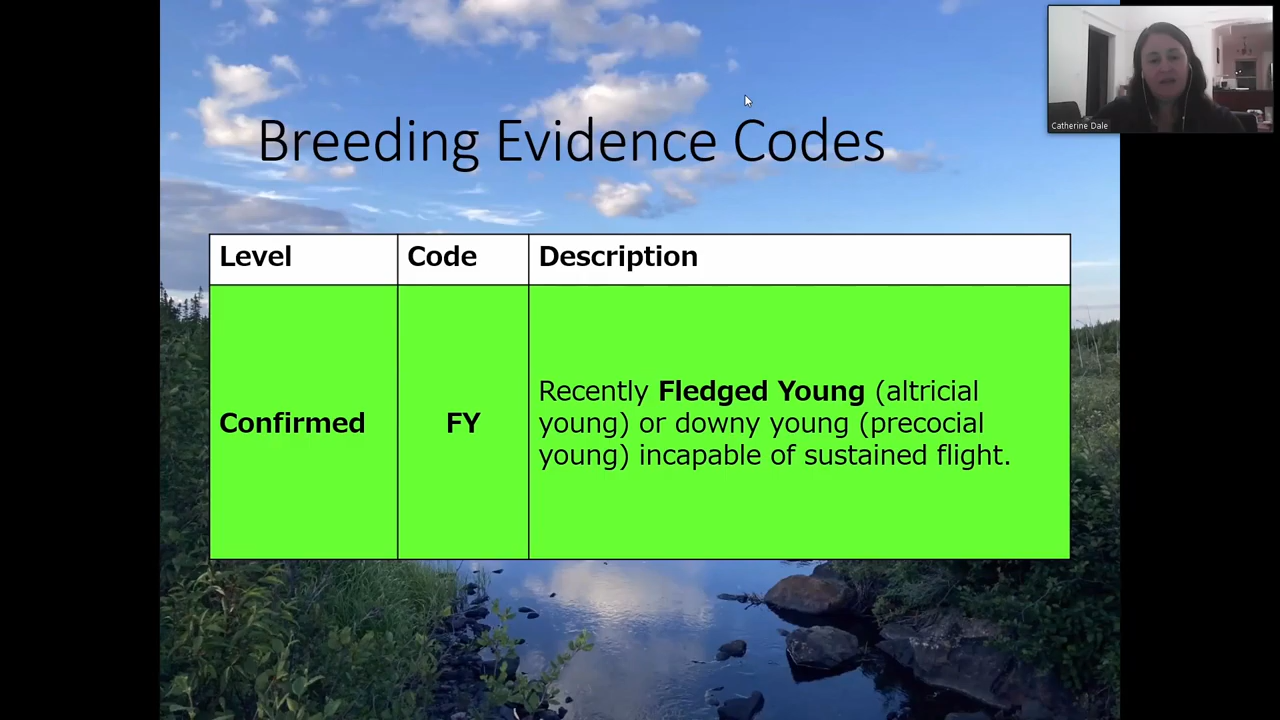 Catherine Dale
Breeding Evidence Codes
Level Code Description
Confirmed FY Recently Fledged Young (altricial
young) or downy young (precocial
young) incapable of sustained flight.